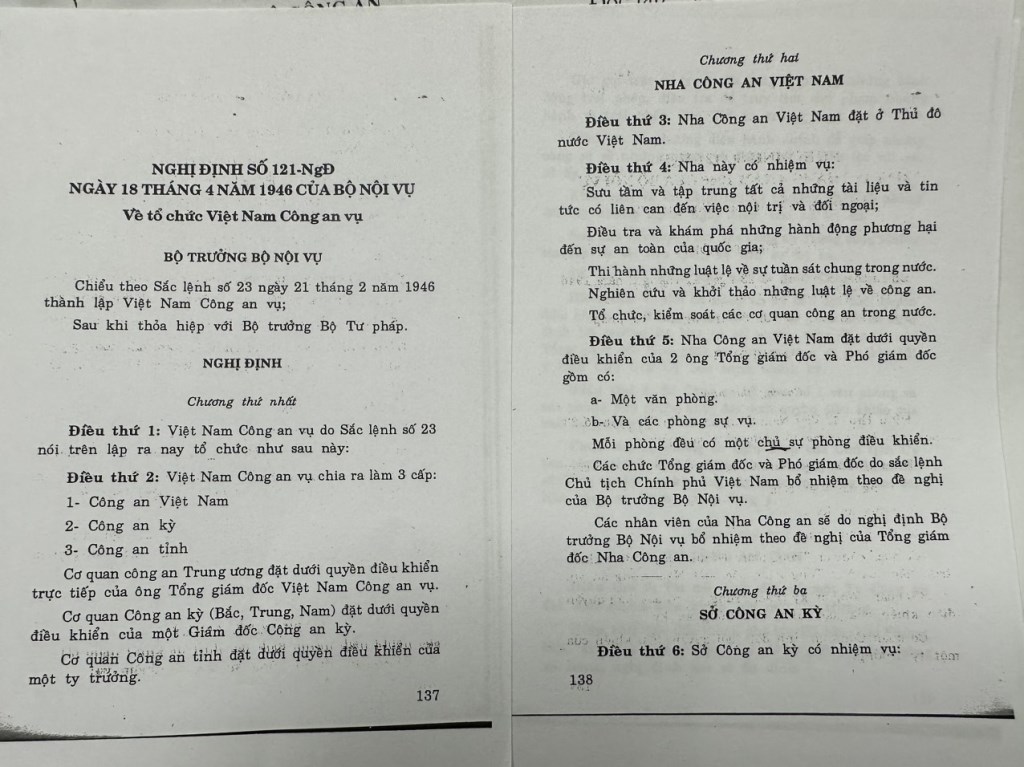 NGHỊ ĐỊNH SỐ 121-NgĐ
NGÀY 18 THÁNG 4 NĂM 1946 CỦA BỘ NỘI VỤ
Về tổ chức Việt Nam Công an vụ
BỘ TRƯỞNG BỘ NỘI VỤ
Chiểu theo Sắc lệnh số 23 ngày 21 tháng 2 năm 1946
thành lập Việt Nam Công an vụ;
Sau khi thỏa hiệp với Bộ trưởng Bộ Tư pháp.
NGHỊ ĐỊNH
Chương thứ nhất
Điều thứ 1: Việt Nam Công an vụ do Sắc lệnh số 23
nói trên lập ra nay tổ chức như sau này:
Điều thứ 2: Việt Nam Công an vụ chia ra làm 3 cấp:
1- Công an Việt Nam
2- Công an kỳ
3- Công an tỉnh
Cơ quan công an Trung ương đặt dưới quyền điều khiển
trực tiếp của ông Tổng giám đốc Việt Nam Công an vụ.
Cơ quan Công an kỳ (Bắc, Trung, Nam) đặt dưới quyền
điều khiển của một Giám đốc Công an kỳ.
Cơ quan Công an tỉnh đặt dưới quyền điều khiển của
một ty trưởng.
137
Chương thứ hai
NHA CÔNG AN VIỆT NAM
Điều thứ 3: Nha Công an Việt Nam đặt ở Thủ đô
nước Việt Nam.
Điều thứ 4: Nha này có nhiệm vụ:
Sưu tầm và tập trung tất cả những tài liệu và tin
tức có liên can đến việc nội trị và đối ngoại;
Điều tra và khám phá những hành động phương hại
đến sự an toàn của quốc gia;
Thi hành những luật lệ về sự tuần sát chung trong nước.
Nghiên cứu và khởi thảo những luật lệ về công an.
Tổ chức, kiểm soát các cơ quan công an trong nước.
Điều thứ 5: Nha Công an Việt Nam đặt dưới quyền
điều khiển của 2 ông Tổng giám đốc và Phó giám đốc
gồm có:
a- Một văn phòng.
b- Và các phòng sự vụ.
Mỗi phòng đều có một chủ sự phòng điều khiển.
Các chức Tổng giám đốc và Phó giám đốc do sắc lệnh
Chủ tịch Chính phủ Việt Nam bổ nhiệm theo đề nghị
của Bộ trưởng Bộ Nội vụ.
Các nhân viên của Nha Công an sẽ do nghị định Bộ
trưởng Bộ Nội vụ bổ nhiệm theo đề nghị của Tổng giám
đốc Nha Công an.
Chương thứ ba
SỞ CÔNG AN KỲ
Điều thứ 6: Sở Công an kỳ có nhiệm vụ:
138